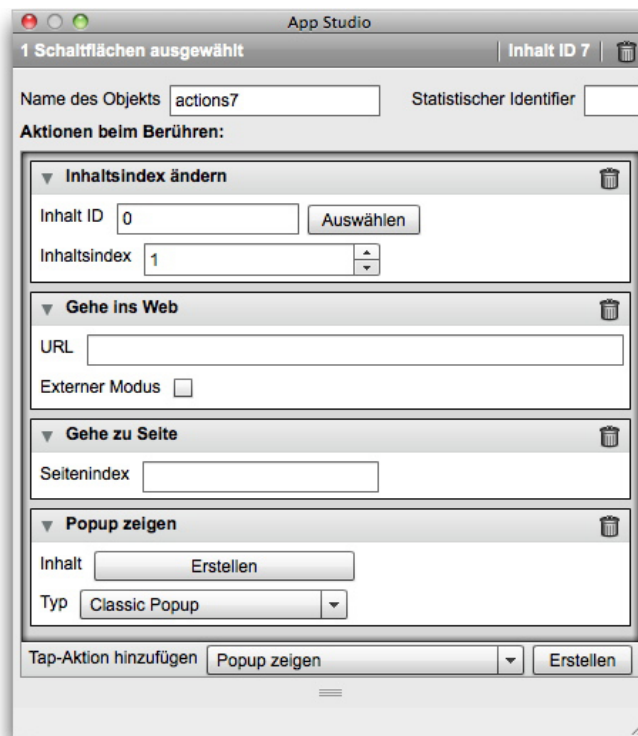 App Studio
1 Schaltflächen ausgewählt Inhalt ID 7
Name des Objekts actions7 Statistischer Identifier
Aktionen beim Berühren:
Inhaltsindex ändern
Inhalt ID 0 Auswählen
Inhaltsindex 1
Gehe ins Web
URL
Externer Modus
Gehe zu Seite
Seitenindex
Popup zeigen
Inhalt Erstellen
Typ Classic Popup
Tap-Aktion hinzufügen Popup zeigen Erstellen